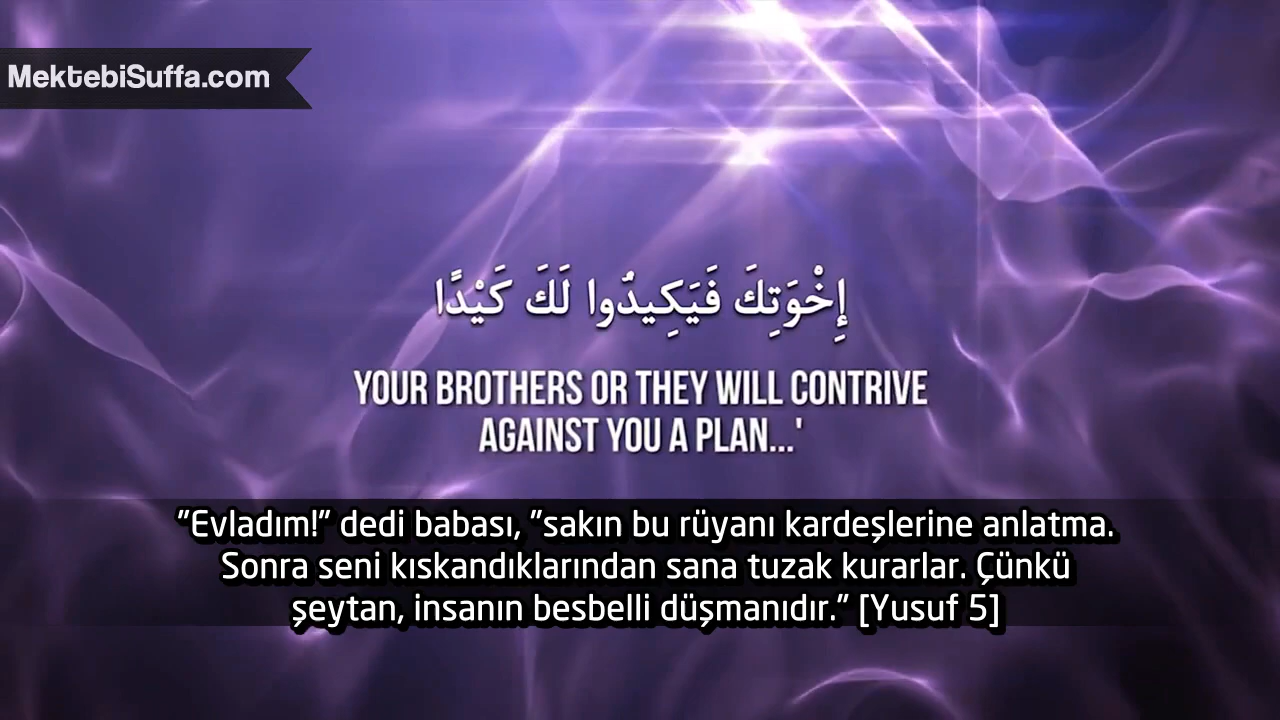 MektebiSuffa.com
إِخْوَتِكَ فَيَكِيدُوا لَكَ كَيْدًا
YOUR BROTHERS OR THEY WILL CONTRIVE
AGAINST YOU A PLAN...'
"Evladım!" dedi babası, "sakın bu rüyanı kardeşlerine anlatma.
Sonra seni kıskandıklarından sana tuzak kurarlar. Çünkü
şeytan, insanın besbelli düşmanıdır." [Yusuf 5]